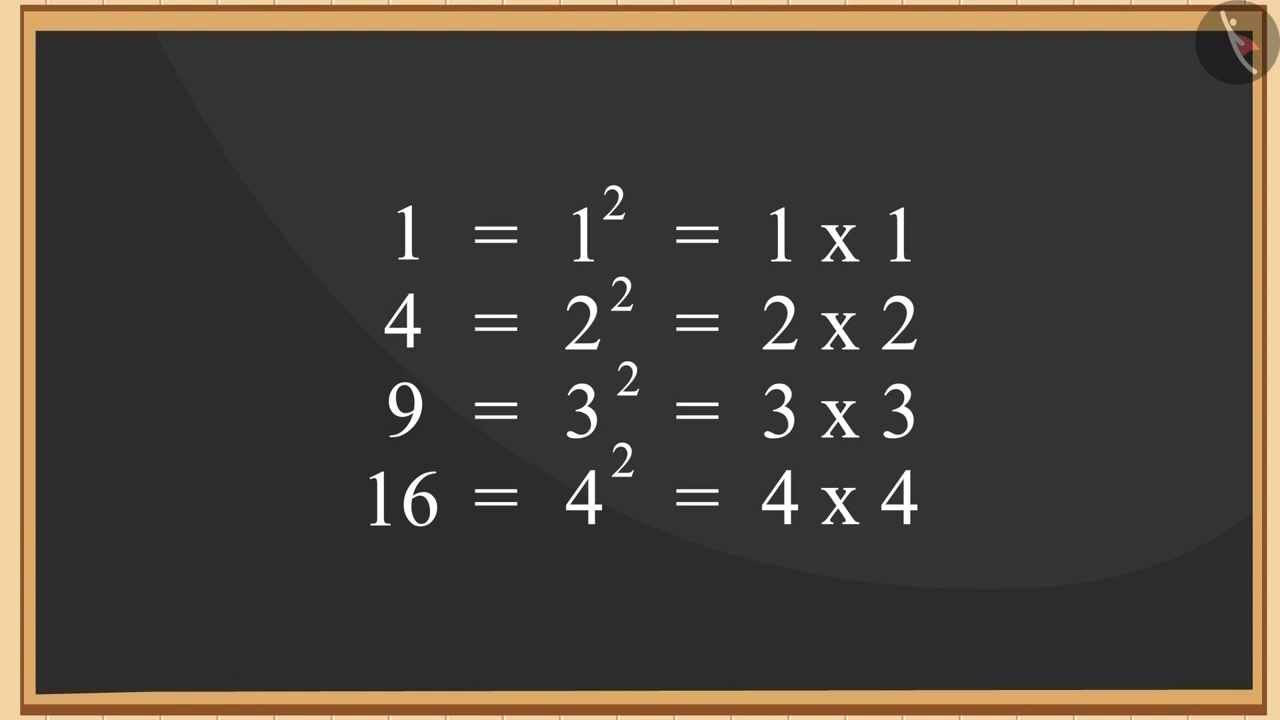 1 = 1² = 1 x 1
4 = 2² = 2 x 2
9 = 3² = 3 x 3
16 = 4² = 4 x 4